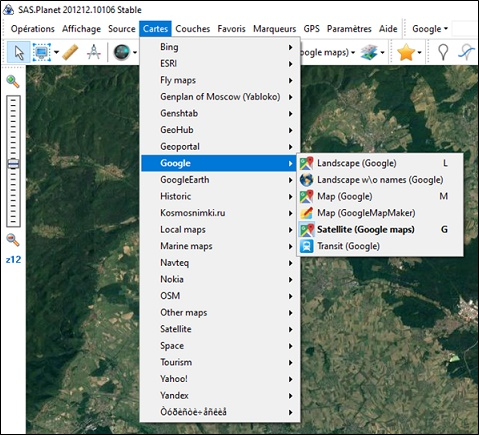 SAS.Planet 201212.10106 Stable
Opérations Affichage Source Cartes Couches Favoris Marqueurs GPS Paramètres Aide Google
oogle maps)
Bing
ESRI
Fly maps
Genplan of Moscow (Yabloko)
Genshtab
GeoHub
Geoportal
Google
GoogleEarth
Historic
Kosmosnimki.ru
Local maps
Marine maps
Navteq
Nokia
OSM
Other maps
Satellite
Space
Tourism
Yahoo!
Yandex
Òóðèñòè÷åñêèå
Landscape (Google) L
Landscape w\o names (Google)
Map (Google) M
Map (GoogleMapMaker)
Satellite (Google maps) G
Transit (Google)
z12